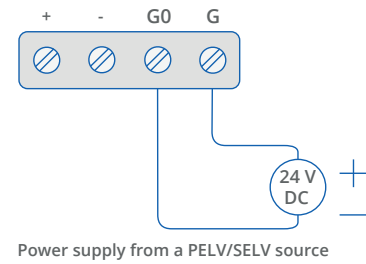 + - G0 G
24 V
DC
+
-
Power supply from a PELV/SELV source